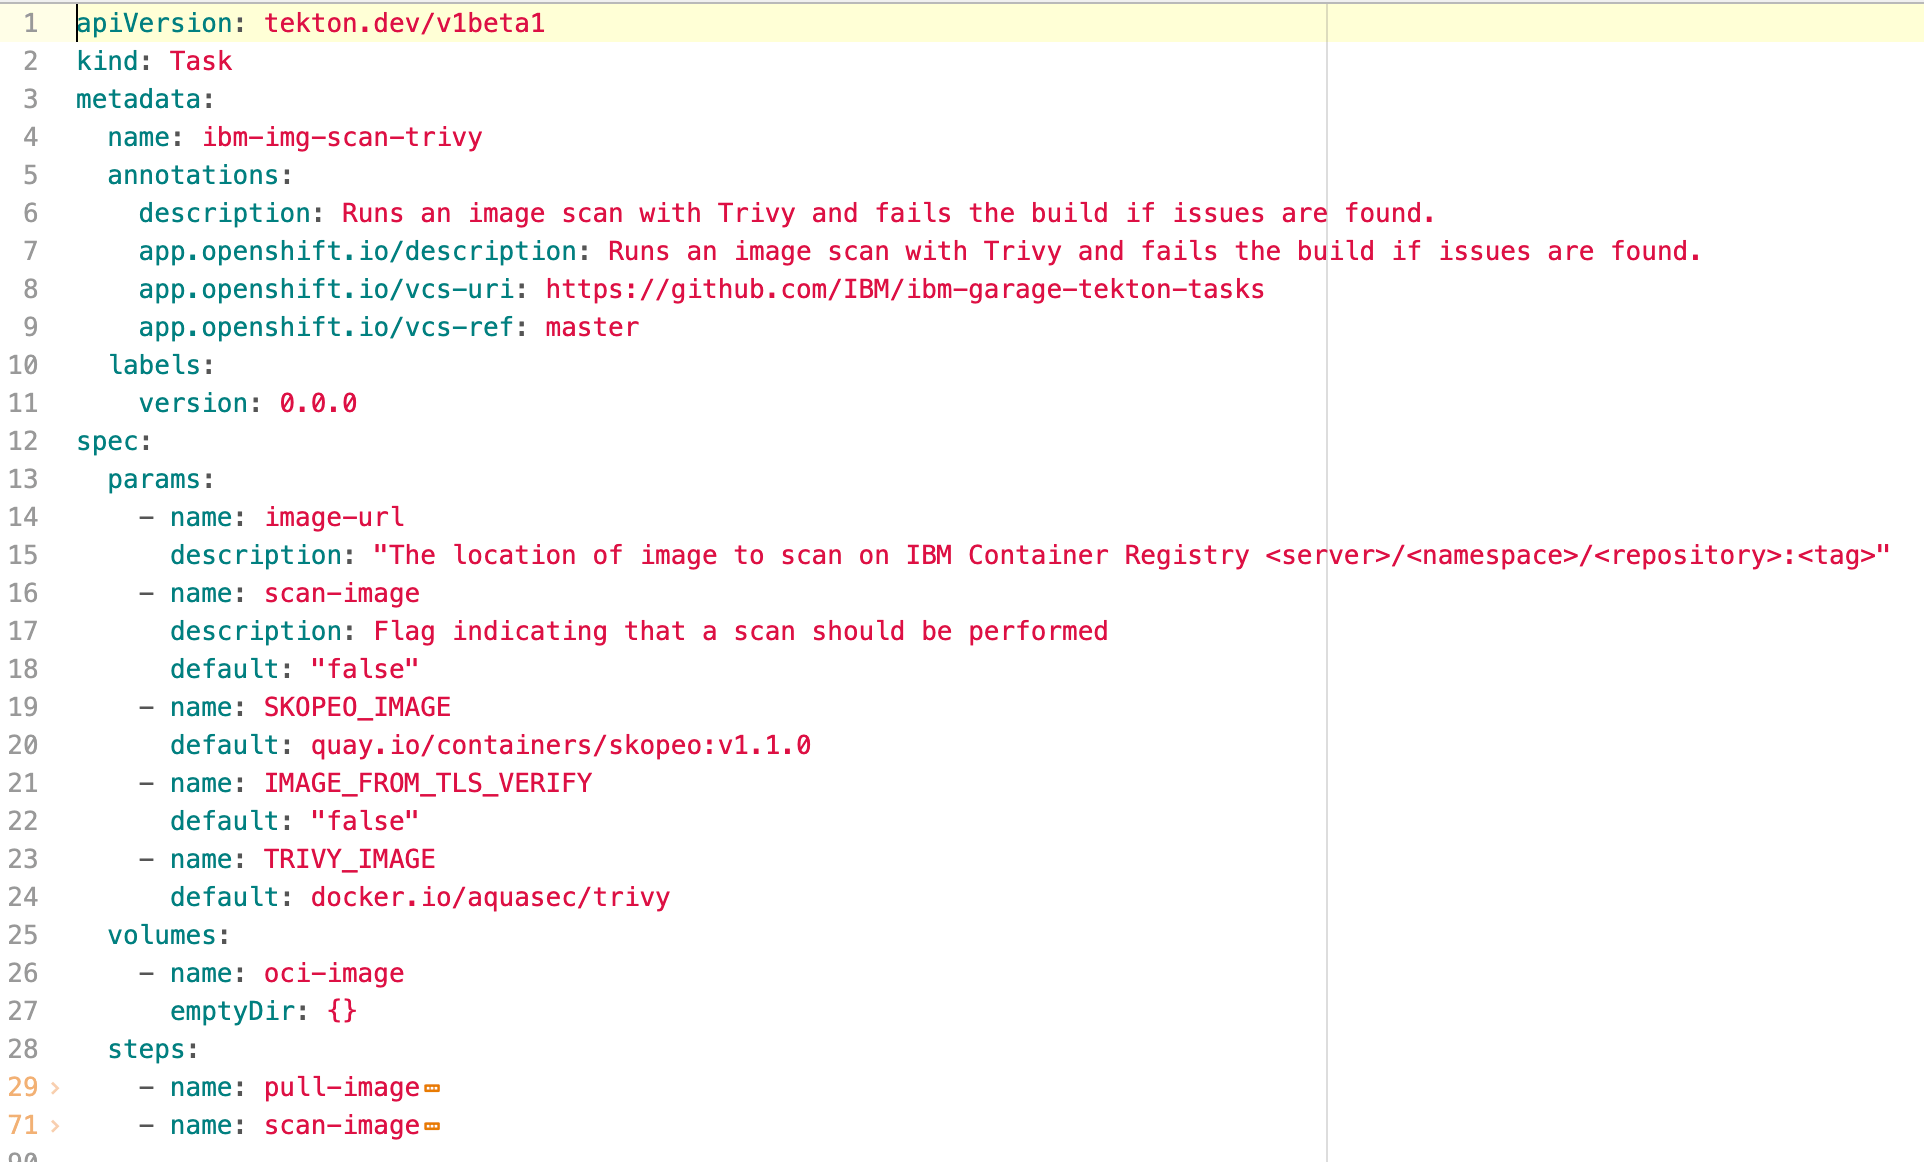 1 apiVersion: tekton.dev/v1beta1
2 kind: Task
3 metadata:
4   name: ibm-img-scan-trivy
5   annotations:
6     description: Runs an image scan with Trivy and fails the build if issues are found.
7     app.openshift.io/description: Runs an image scan with Trivy and fails the build if issues are found.
8     app.openshift.io/vcs-uri: https://github.com/IBM/ibm-garage-tekton-tasks
9     app.openshift.io/vcs-ref: master
10   labels:
11     version: 0.0.0
12 spec:
13   params:
14     - name: image-url
15       description: "The location of image to scan on IBM Container Registry <server>/<namespace>/<repository>:<tag>"
16     - name: scan-image
17       description: Flag indicating that a scan should be performed
18       default: "false"
19     - name: SKOPEO_IMAGE
20       default: quay.io/containers/skopeo:v1.1.0
21     - name: IMAGE_FROM_TLS_VERIFY
22       default: "false"
23     - name: TRIVY_IMAGE
24       default: docker.io/aquasec/trivy
25   volumes:
26     - name: oci-image
27       emptyDir: {}
28   steps:
29 >     - name: pull-image
71 >     - name: scan-image